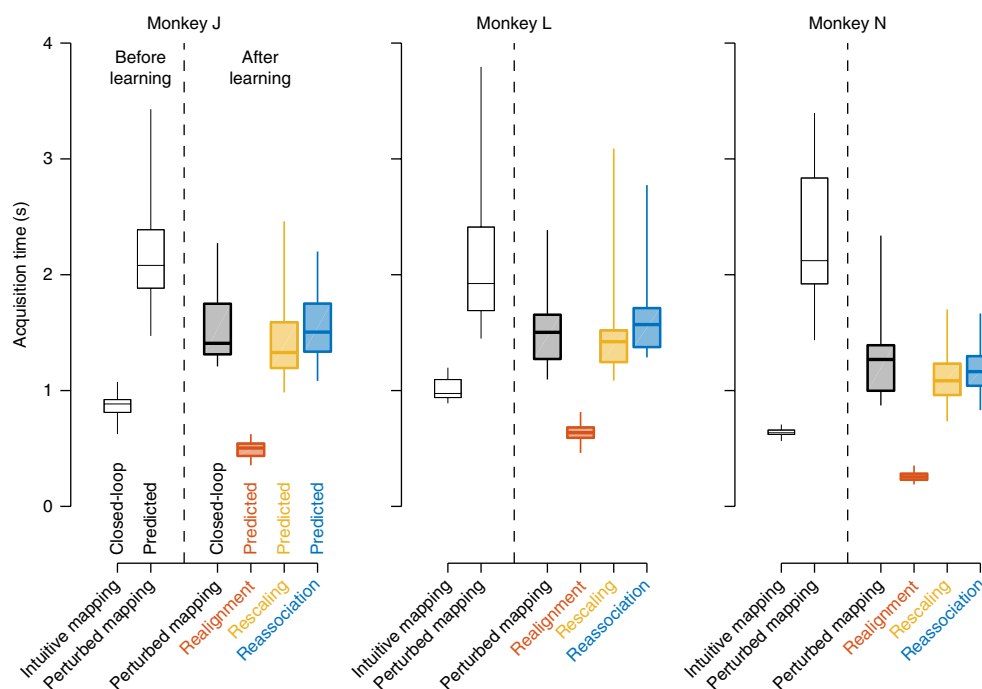 Monkey J
Monkey L
Monkey N
Acquisition time (s)
4
3
2
1
0
Before
learning
After
learning
Closed-loop
Predicted
Closed-loop
Predicted
Predicted
Predicted
Intuitive mapping
Perturbed mapping
Perturbed mapping
Realignment
Rescaling
Reassociation
Intuitive mapping
Perturbed mapping
Perturbed mapping
Realignment
Rescaling
Reassociation
Intuitive mapping
Perturbed mapping
Perturbed mapping
Realignment
Rescaling
Reassociation